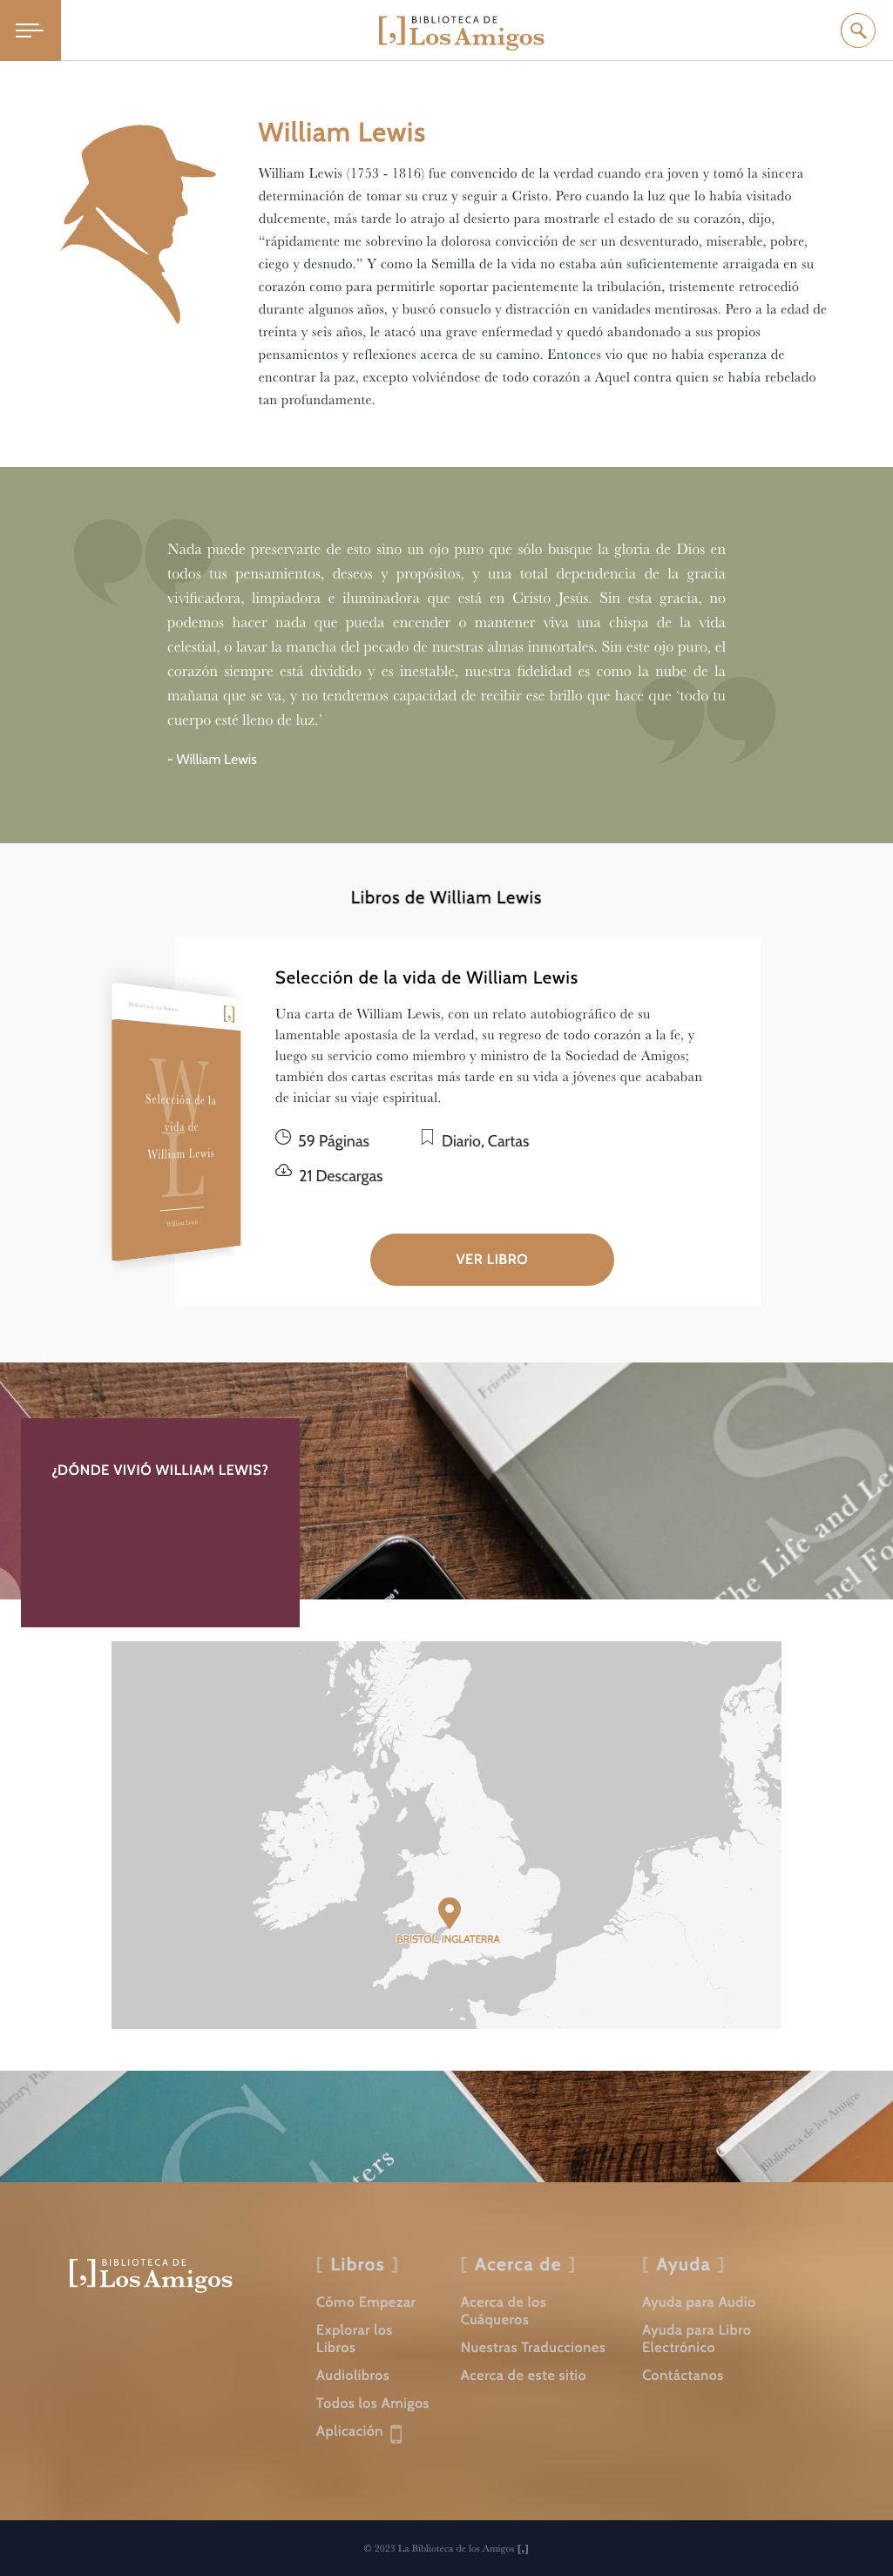 BIBLIOTECA DE
[,] Los Amigos
William Lewis
William Lewis (1753 - 1816) fue convencido de la verdad cuando era joven y tomó la sincera
determinación de tomar su cruz y seguir a Cristo. Pero cuando la luz que lo había visitado
dulcemente, más tarde lo atrajo al desierto para mostrarle el estado de su corazón, dijo,
“rápidamente me sobrevino la dolorosa convicción de ser un desventurado, miserable, pobre,
ciego y desnudo.” Y como la Semilla de la vida no estaba aún suficientemente arraigada en su
corazón como para permitirle soportar pacientemente la tribulación, tristemente retrocedió
durante algunos años, y buscó consuelo y distracción en vanidades mentirosas. Pero a la edad de
treinta y seis años, le atacó una grave enfermedad y quedó abandonado a sus propios
pensamientos y reflexiones acerca de su camino. Entonces vio que no había esperanza de
encontrar la paz, excepto volviéndose de todo corazón a Aquel contra quien se había rebelado
tan profundamente.
Nada puede preservarte de esto sino un ojo puro que sólo busque la gloria de Dios en
todos tus pensamientos, deseos y propósitos, y una total dependencia de la gracia
vivificadora, limpiadora e iluminadora que está en Cristo Jesús. Sin esta gracia, no
podemos hacer nada que pueda encender o mantener viva una chispa de la vida
celestial, o lavar la mancha del pecado de nuestras almas inmortales. Sin este ojo puro, el
corazón siempre está dividido y es inestable, nuestra fidelidad es como la nube de la
mañana que se va, y no tendremos capacidad de recibir ese brillo que hace que ‘todo tu
cuerpo esté lleno de luz.’
- William Lewis
Libros de William Lewis
Biblioteca de los Amigos
[,]
W
L
Selección de la
vida de
William Lewis
William Lewis
Selección de la vida de William Lewis
Una carta de William Lewis, con un relato autobiográfico de su
lamentable apostasía de la verdad, su regreso de todo corazón a la fe, y
luego su servicio como miembro y ministro de la Sociedad de Amigos;
también dos cartas escritas más tarde en su vida a jóvenes que acababan
de iniciar su viaje espiritual.
59 Páginas
Diario, Cartas
21 Descargas
VER LIBRO
Friends
S
The Life and Let
uel Fo
¿DÓNDE VIVIÓ WILLIAM LEWIS?
BRISTOL, INGLATERRA
C
Biblioteca de los Amigos
BIBLIOTECA DE
[,] Los Amigos
[ Libros ]
Cómo Empezar
Explorar los
Libros
Audiolibros
Todos los Amigos
Aplicación
[ Acerca de ]
Acerca de los
Cuáqueros
Nuestras Traducciones
Acerca de este sitio
[ Ayuda ]
Ayuda para Audio
Ayuda para Libro
Electrónico
Contáctanos
© 2023 La Biblioteca de los Amigos [,]